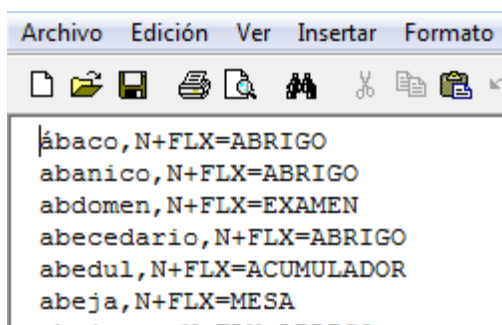 Archivo Edición Ver Insertar Formato
ábaco,N+FLX=ABRIGO
abanico,N+FLX=ABRIGO
abdomen,N+FLX=EXAMEN
abecedario,N+FLX=ABRIGO
abedul,N+FLX=ACUMULADOR
abeja,N+FLX=MESA